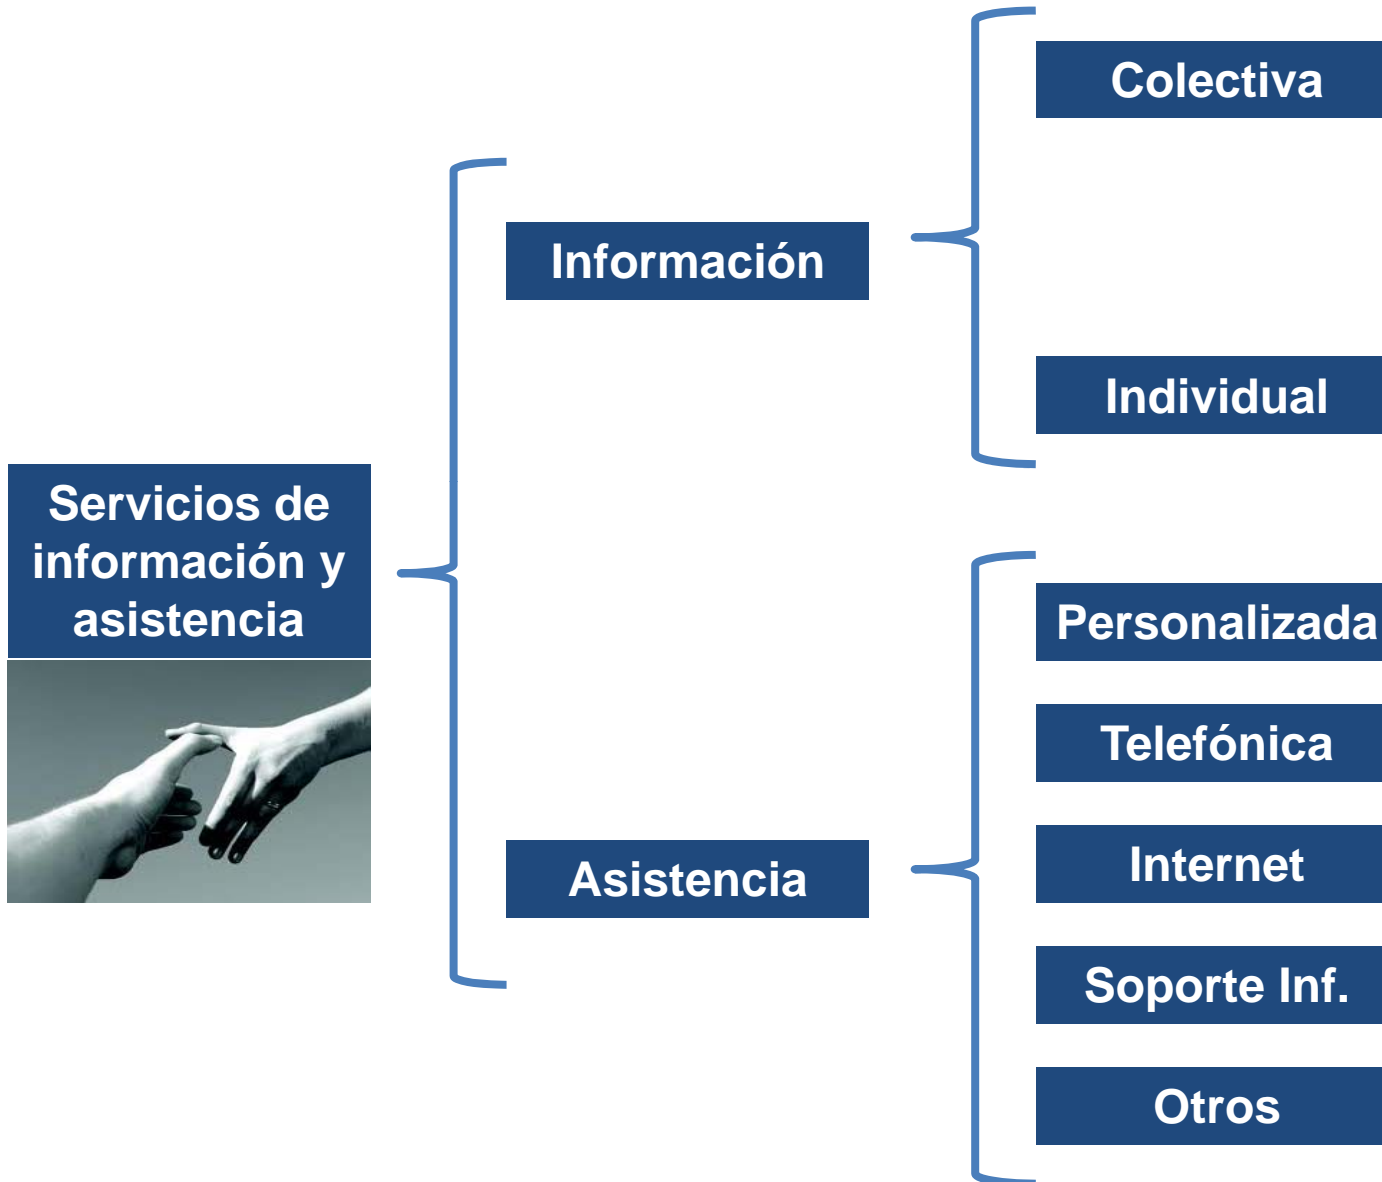 Servicios de
información y
asistencia
Información
Colectiva
Individual
Asistencia
Personalizada
Telefónica
Internet
Soporte Inf.
Otros